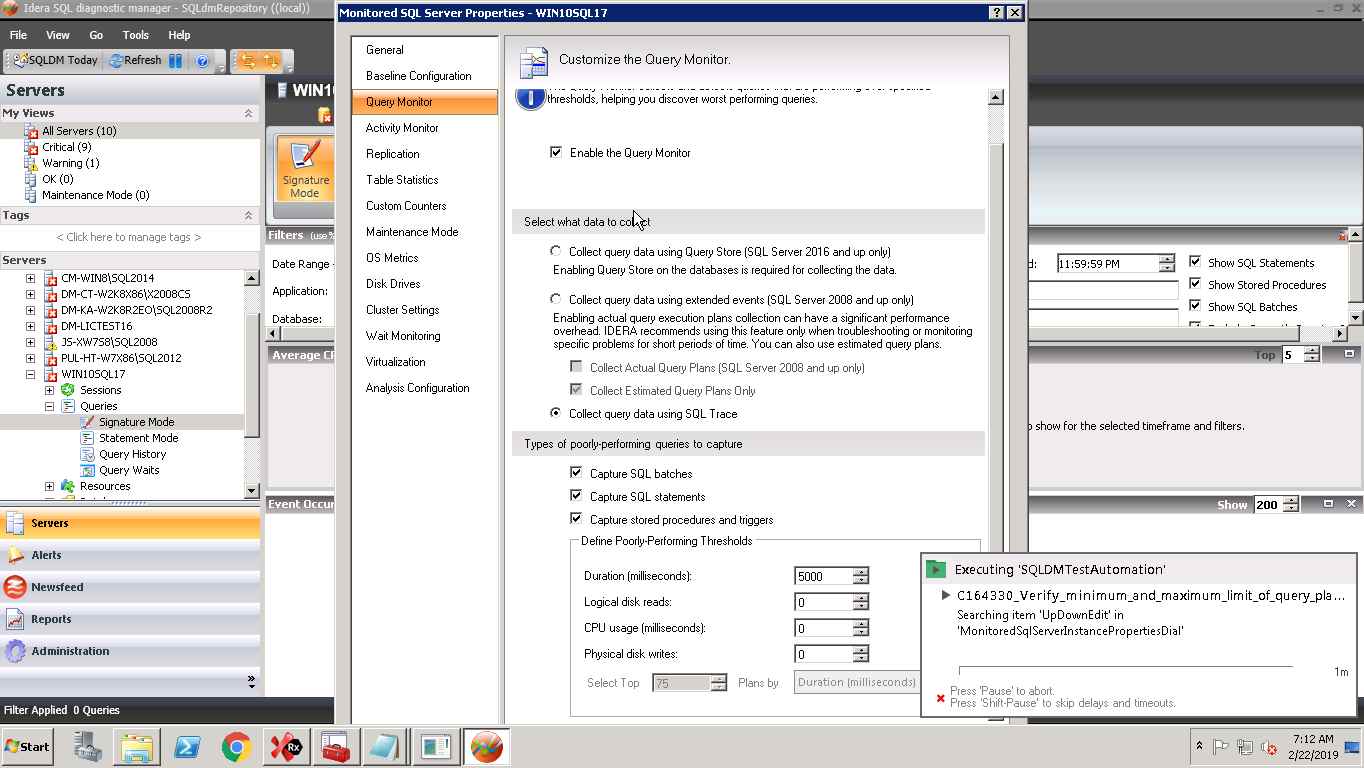 Idera SQL diagnostic manager - SQLdmRepository ((local))
File View Go Tools Help
SQLDM Today Refresh
Servers
My Views
All Servers (10)
Critical (9)
Warning (1)
OK (0)
Maintenance Mode (0)
Tags
< Click here to manage tags >
Servers
CM-WIN8\SQL2014
DM-CT-W2K8X86\X2008CS
DM-KA-W2K8R2EO\SQL2008R2
DM-LICTEST16
JS-XW7S8\SQL2008
PUL-HT-W7X86\SQL2012
WIN10SQL17
Sessions
Queries
Signature Mode
Statement Mode
Query History
Query Waits
Resources
Servers
Alerts
Newsfeed
Reports
Administration
Filter Applied 0 Queries
Signature
Mode
Filters
Date Range -
Application:
Database:
Event Occur
Monitored SQL Server Properties - WIN10SQL17
General
Baseline Configuration
Query Monitor
Activity Monitor
Replication
Table Statistics
Custom Counters
Maintenance Mode
OS Metrics
Disk Drives
Cluster Settings
Wait Monitoring
Virtualization
Analysis Configuration
Customize the Query Monitor.
thresholds, helping you discover worst performing queries.
Enable the Query Monitor
Select what data to collect
Collect query data using Query Store (SQL Server 2016 and up only)
Enabling Query Store on the databases is required for collecting the data.
Collect query data using extended events (SQL Server 2008 and up only)
Enabling actual query execution plans collection can have a significant performance
overhead. IDERA recommends using this feature only when troubleshooting or monitoring
specific problems for short periods of time. You can also use estimated query plans.
Collect Actual Query Plans (SQL Server 2008 and up only)
Collect Estimated Query Plans Only
Collect query data using SQL Trace
Types of poorly-performing queries to capture
Capture SQL batches
Capture SQL statements
Capture stored procedures and triggers
Define Poorly-Performing Thresholds
Duration (milliseconds): 5000
Logical disk reads: 0
CPU usage (milliseconds): 0
Physical disk writes: 0
Select Top 75 Plans by Duration (milliseconds)
11:59:59 PM
Show SQL Statements
Show Stored Procedures
Show SQL Batches
Top 5
show for the selected timeframe and filters.
Show 200
Executing 'SQLDMTestAutomation'
C164330_Verify_minimum_and_maximum_limit_of_query_pla...
Searching item 'UpDownEdit' in
'MonitoredSqlServerInstancePropertiesDial'
1m
Press 'Pause' to abort.
Press 'Shift-Pause' to skip delays and timeouts.
Start
7:12 AM
2/22/2019